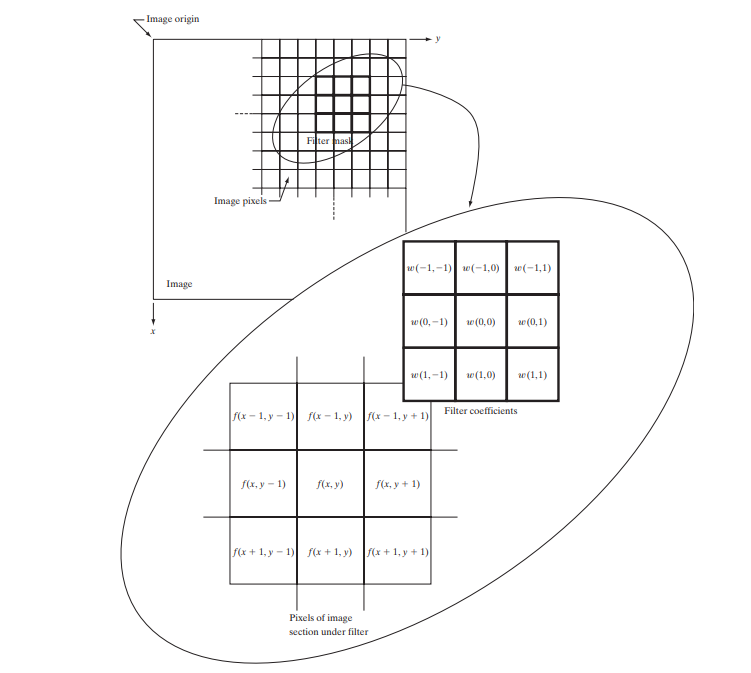 Image origin
y
Filter mask
Image pixels
Image
x
w(−1,−1) w(−1,0) w(−1,1)
w(0,−1) w(0,0) w(0,1)
w(1,−1) w(1,0) w(1,1)
Filter coefficients
f(x − 1, y − 1) f(x − 1, y) f(x − 1, y + 1)
f(x, y − 1) f(x, y) f(x, y + 1)
f(x + 1, y − 1) f(x + 1, y) f(x + 1, y + 1)
Pixels of image
section under filter